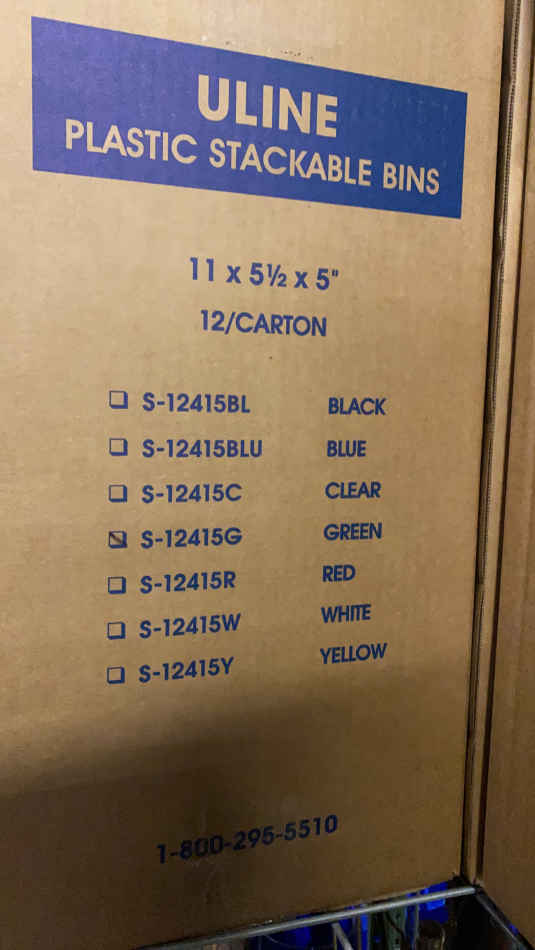 ULINE
PLASTIC STACKABLE BINS
11 x 5½ x 5"
12/CARTON
S-12415BL BLACK
S-12415BLU BLUE
S-12415C CLEAR
S-12415G GREEN
S-12415R RED
S-12415W WHITE
S-12415Y YELLOW
1-800-295-5510